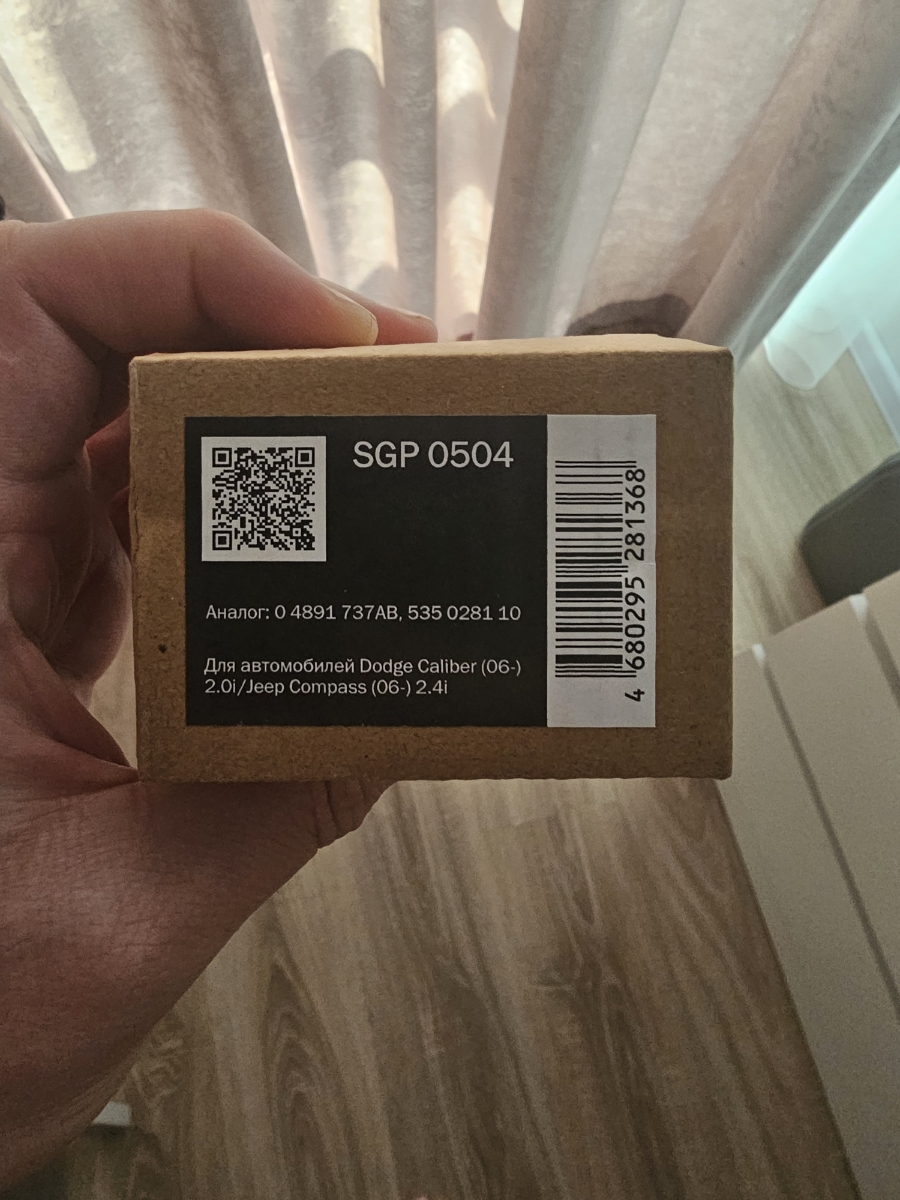 SGP 0504
Аналог: 0 4891 737AB, 535 0281 10
Для автомобилей Dodge Caliber (06-)
2.0i/Jeep Compass (06-) 2.4i
4 680295 281368